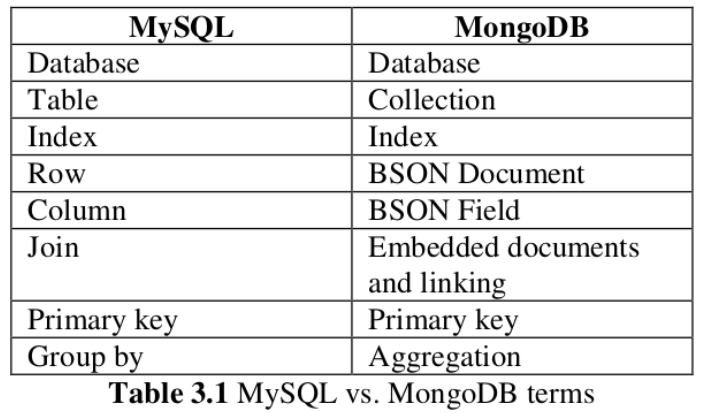 MySQL MongoDB
Database Database
Table Collection
Index Index
Row BSON Document
Column BSON Field
Join Embedded documents
and linking
Primary key Primary key
Group by Aggregation
Table 3.1 MySQL vs. MongoDB terms